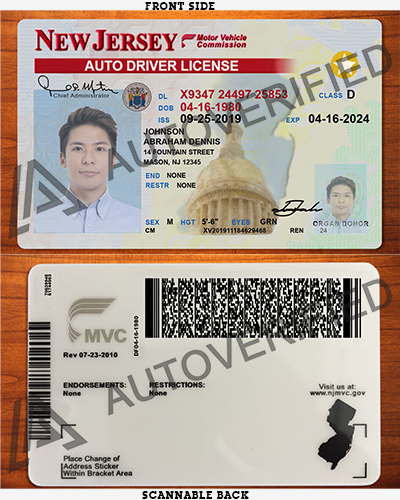 FRONT SIDE
NEW JERSEY
Motor Vehicle
Commission
AUTO DRIVER LICENSE
Chief Administrator
DL X9347 24497 25853 CLASS D
DOB 04-16-1980
ISS 09-25-2019 EXP 04-16-2024
JOHNSON
ABRAHAM DENNIS
14 FOUNTAIN STREET
MASON, NJ 12345
END NONE
RESTR NONE
SEX M HGT 5'-6" EYES GRN
ORGAN DONOR
CM XV201911184629468 REN 24
AUTOVERIFIED
MVC
DF04-16-1980
Rev 07-23-2010
ENDORSEMENTS:
None
RESTRICTIONS:
None
Visit us at:
www.njmvc.gov
Place Change of
Address Sticker
Within Bracket Area
AUTOVERIFIED
SCANNABLE BACK